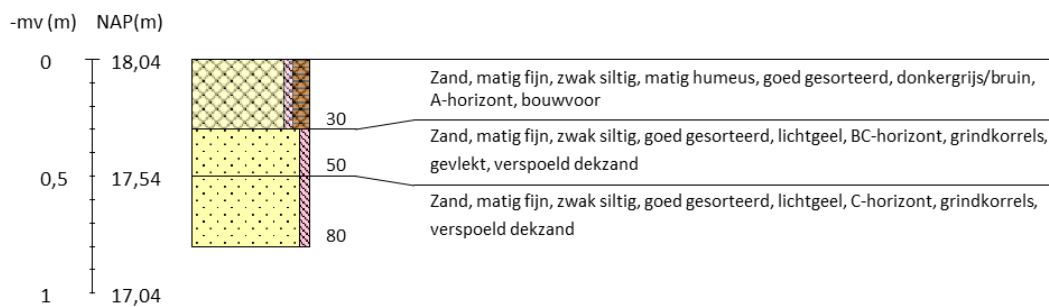 -mv (m) NAP(m)
0 18,04
Zand, matig fijn, zwak siltig, matig humeus, goed gesorteerd, donkergrijs/bruin,
A-horizont, bouwvoor
30
Zand, matig fijn, zwak siltig, goed gesorteerd, lichtgeel, BC-horizont, grindkorrels,
gevlekt, verspoeld dekzand
50
0,5 17,54
Zand, matig fijn, zwak siltig, goed gesorteerd, lichtgeel, C-horizont, grindkorrels,
verspoeld dekzand
80
1 17,04